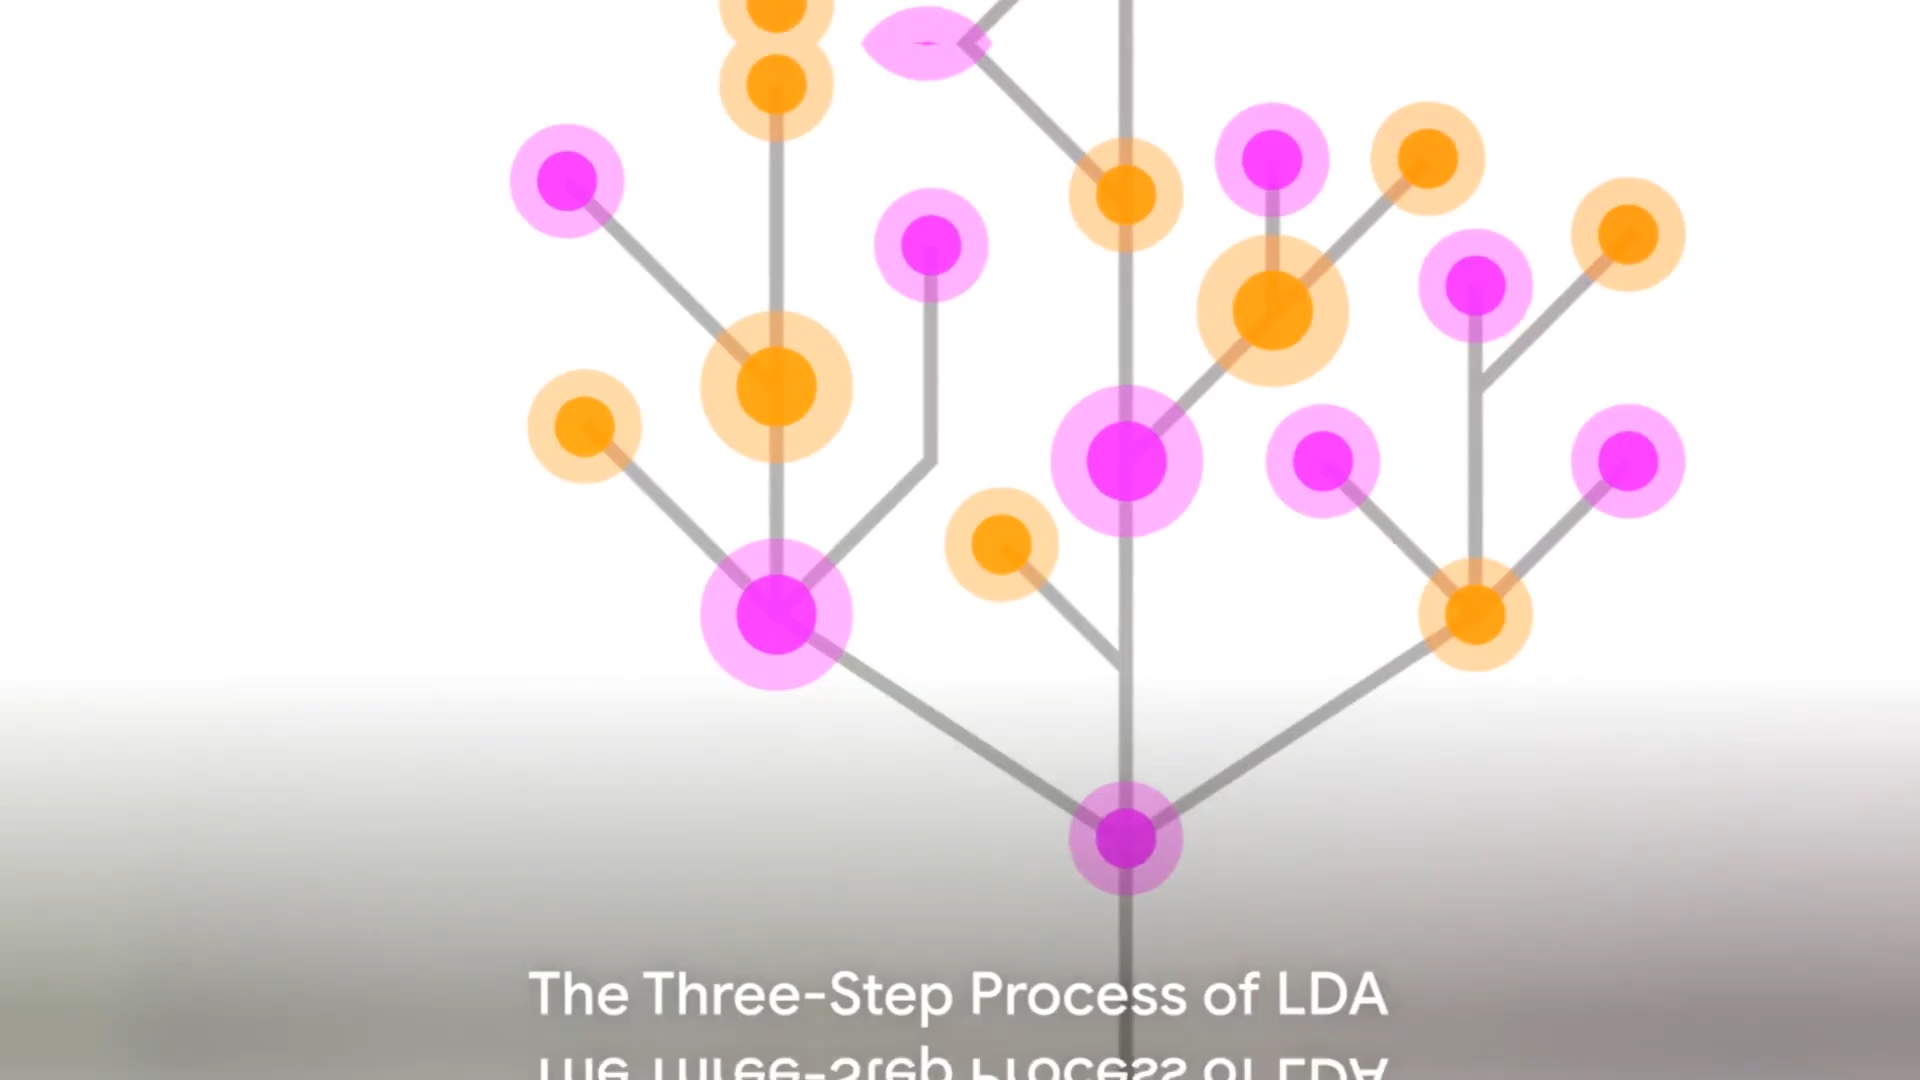 The Three-Step Process of LDA